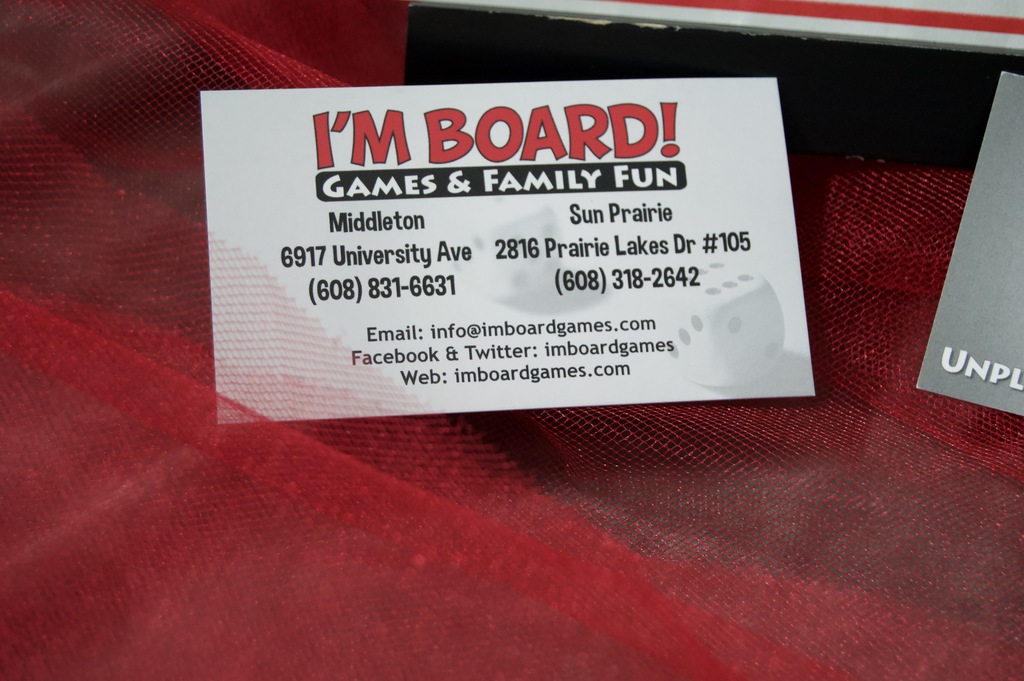 I'M BOARD!
GAMES & FAMILY FUN
Middleton
6917 University Ave
(608) 831-6631
Sun Prairie
2816 Prairie Lakes Dr #105
(608) 318-2642
Email: info@imboardgames.com
Facebook & Twitter: imboardgames
Web: imboardgames.com
UNPL